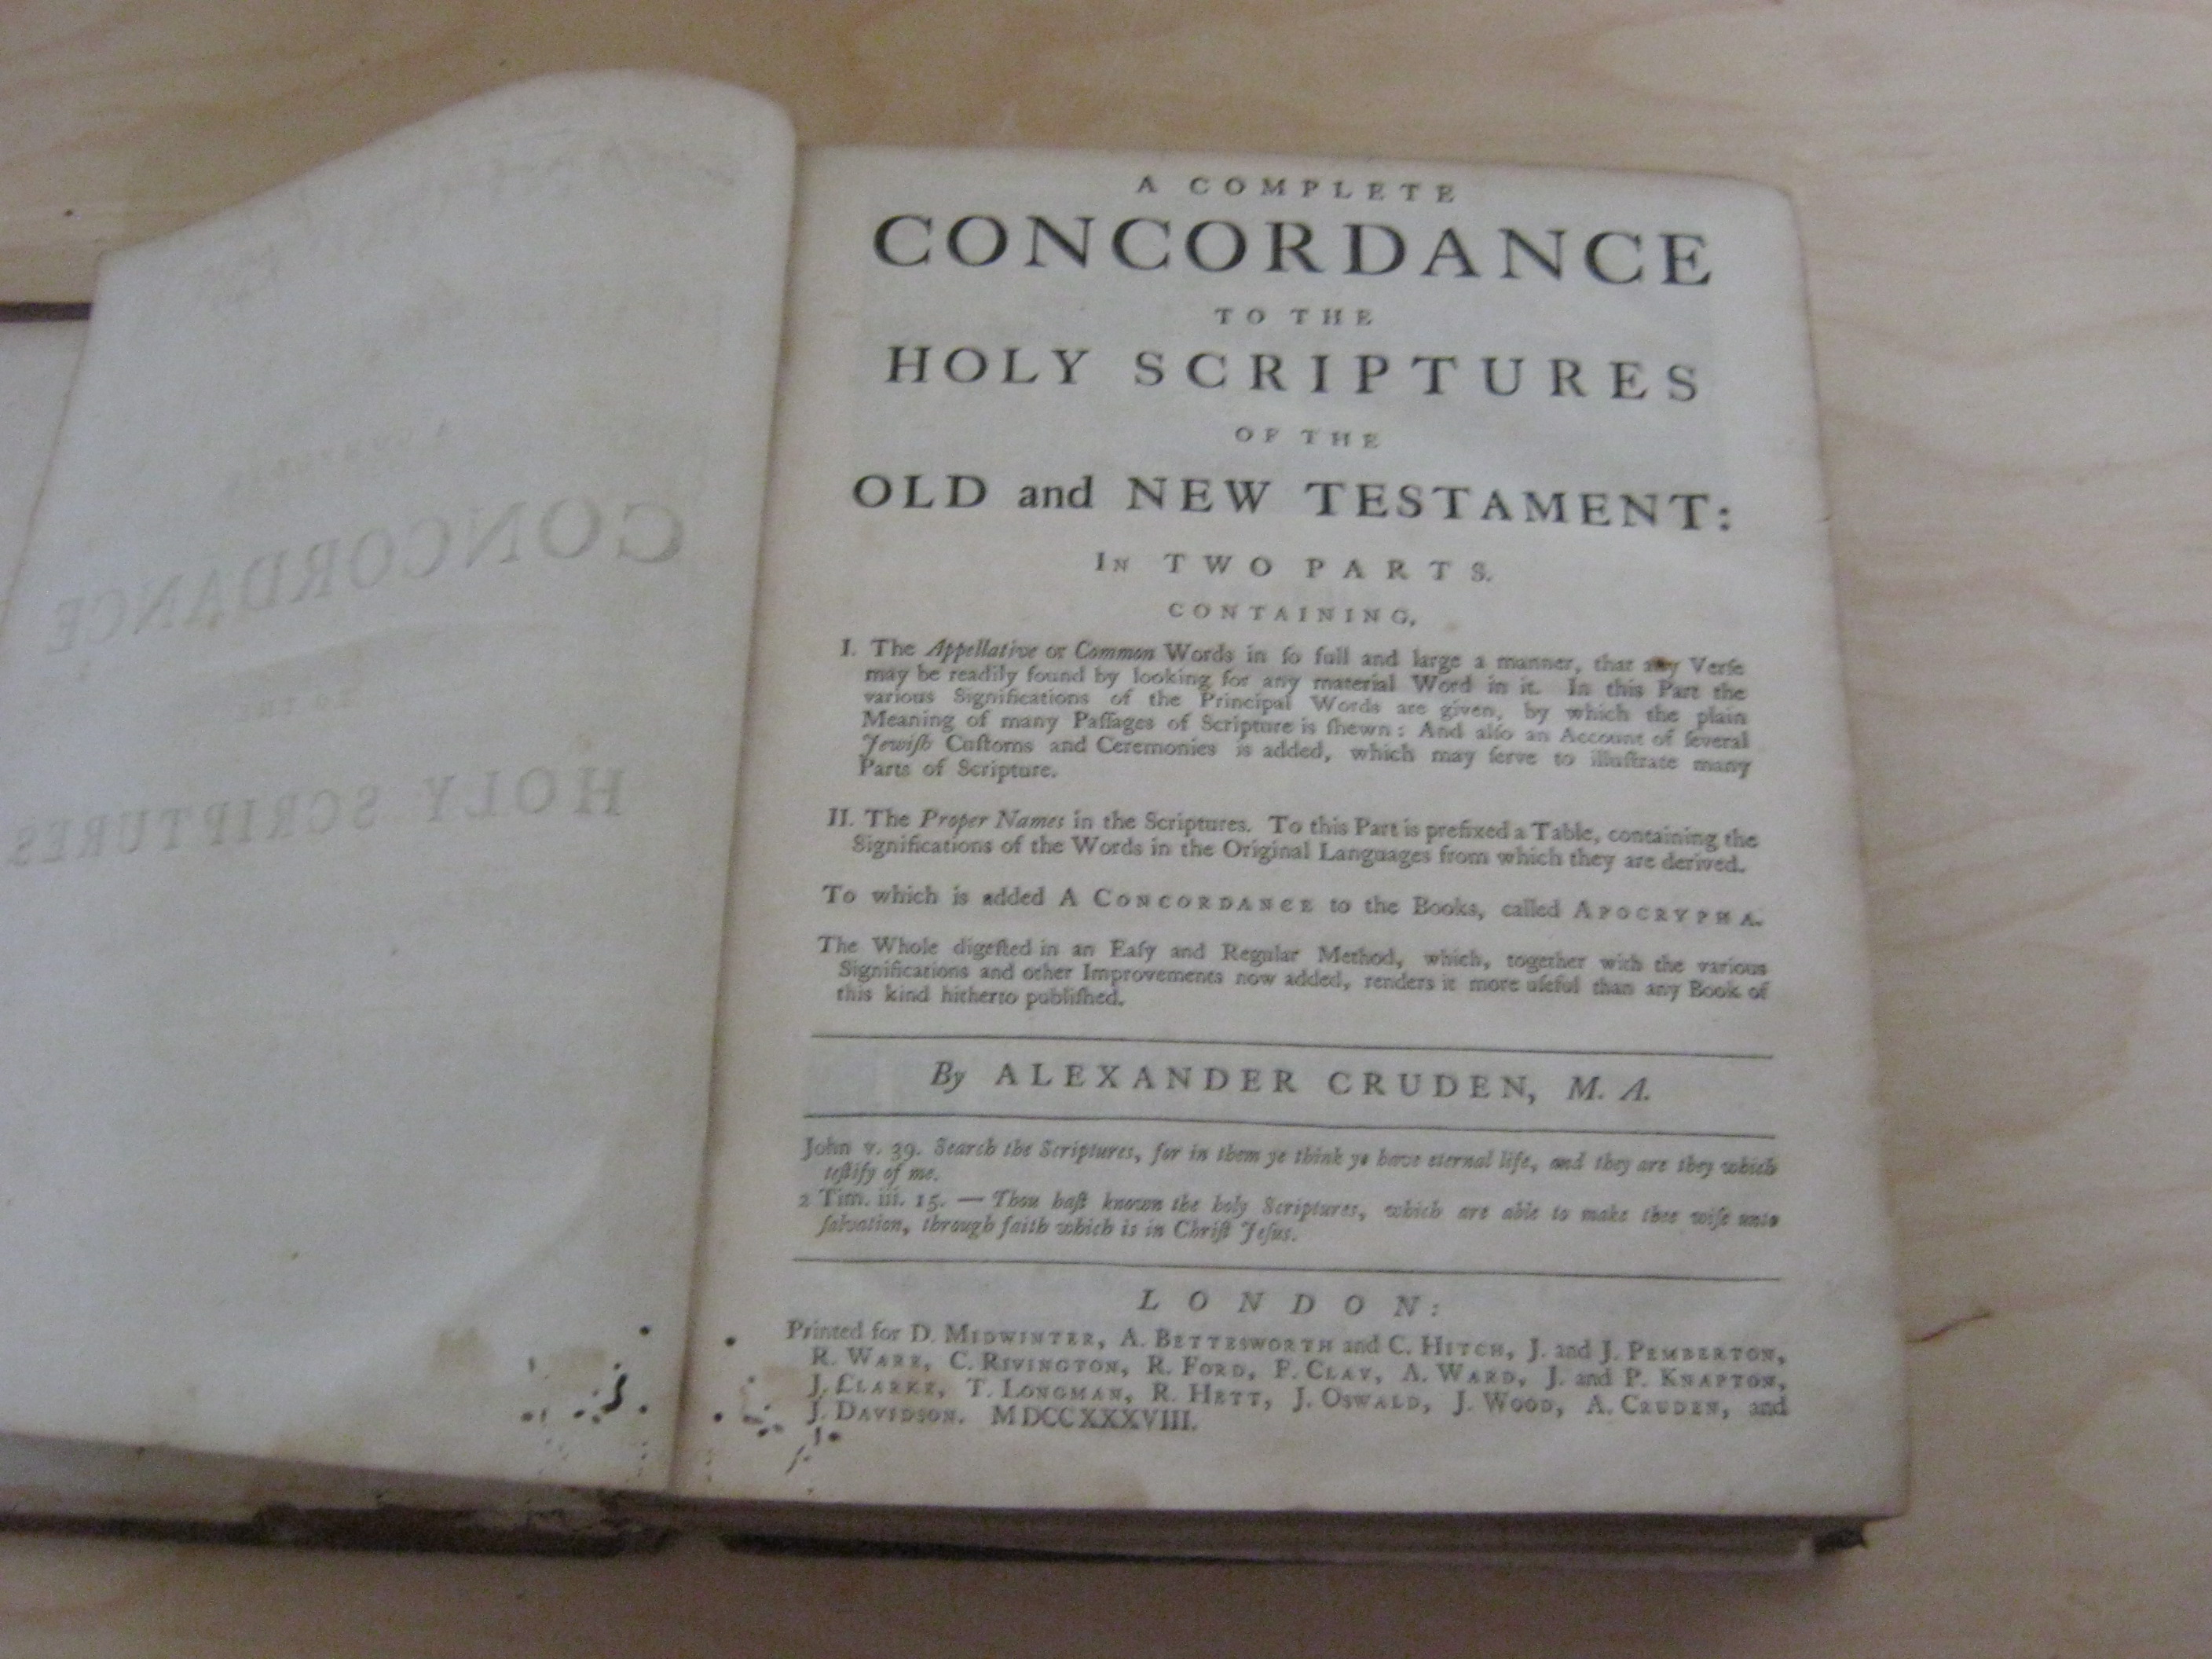 A COMPLETE
CONCORDANCE
TO THE
HOLY SCRIPTURES
OF THE
OLD and NEW TESTAMENT:
IN TWO PARTS.
CONTAINING,
I. The Appellative or Common Words in ſo full and large a manner, that any Verſe
may be readily found by looking for any material Word in it. In this Part the
various Significations of the Principal Words are given, by which the plain
Meaning of many Paſſages of Scripture is ſhewn: And alſo an Account of ſeveral
Jewiſh Cuſtoms and Ceremonies is added, which may ſerve to illuſtrate many
Parts of Scripture.
II. The Proper Names in the Scriptures. To this Part is prefixed a Table, containing the
Significations of the Words in the Original Languages from which they are derived.
To which is added A CONCORDANCE to the Books, called APOCRYPHA.
The Whole digeſted in an Eaſy and Regular Method, which, together with the various
Significations and other Improvements now added, renders it more uſeful than any Book of
this kind hitherto publiſhed.
By ALEXANDER CRUDEN, M. A.
John v. 39. Search the Scriptures, for in them ye think ye have eternal life, and they are they which
teſtify of me.
2 Tim. iii. 15. — Thou haſt known the holy Scriptures, which are able to make thee wiſe unto
ſalvation, through faith which is in Chriſt Jeſus.
LONDON:
Printed for D. MIDWINTER, A. BETTESWORTH and C. HITCH, J. and J. PEMBERTON,
R. WARE, C. RIVINGTON, R. FORD, F. CLAY, A. WARD, J. and P. KNAPTON,
J. CLARKE, T. LONGMAN, R. HETT, J. OSWALD, J. WOOD, A. CRUDEN, and
J. DAVIDSON. MDCCXXXVIII.
CONCORDANCE
TO THE
HOLY SCRIPTURES